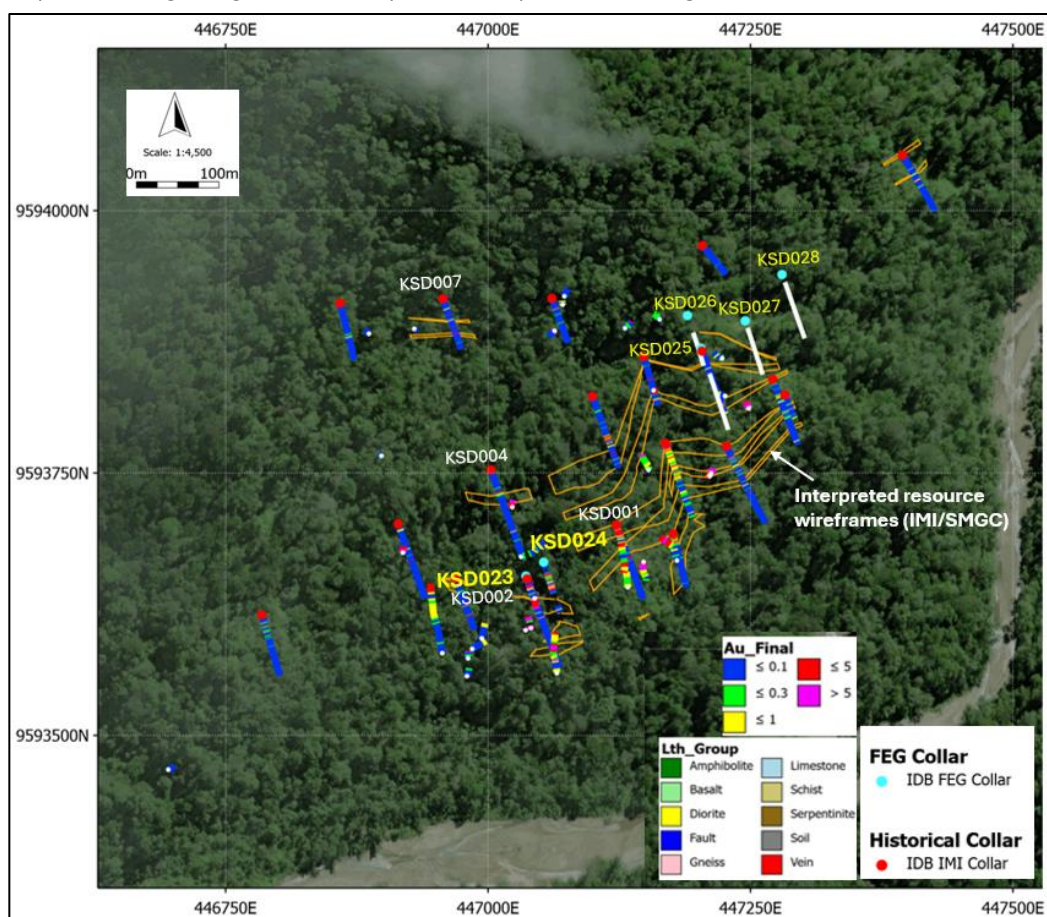 446750E 447000E 447250E 447500E
Scale: 1:4,500
0m 100m
9594000N
KSD028
KSD007
KSD026
KSD027
KSD025
9593750N
KSD004
Interpreted resource
wireframes (IMI/SMGC)
KSD001
KSD024
KSD023
KSD002
Au_Final
≤ 0.1
≤ 5
≤ 0.3
> 5
≤ 1
9593500N
Lth_Group
Amphibolite
Limestone
Basalt
Schist
Diorite
Serpentinite
Fault
Soil
Gneiss
Vein
FEG Collar
IDB FEG Collar
Historical Collar
IDB IMI Collar
446750E 447000E 447250E 447500E